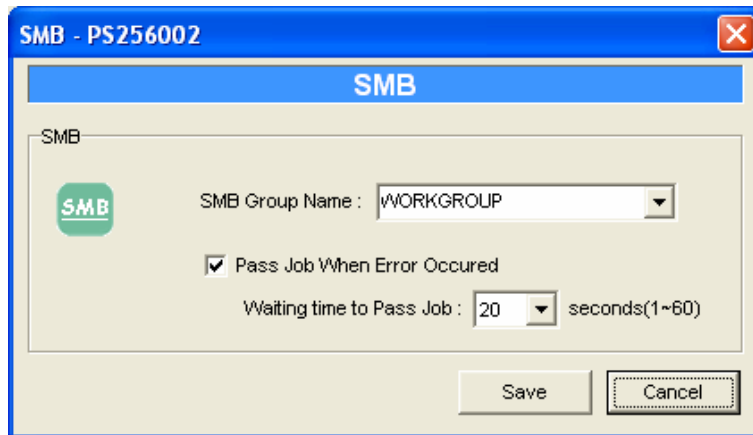 SMB - PS256002
SMB
SMB
SMB
SMB Group Name : WORKGROUP
Pass Job When Error Occured
Waiting time to Pass Job : 20 seconds(1~60)
Save Cancel